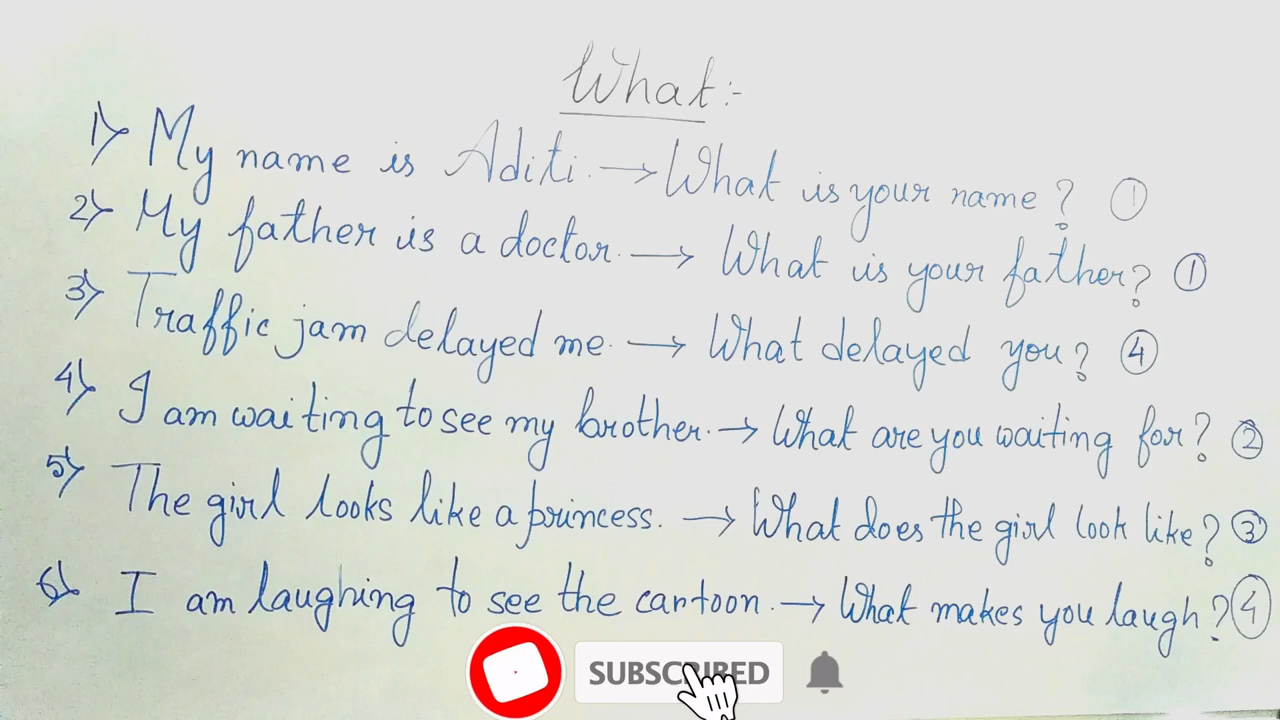 What:-
1) My name is Aditi. → What is your name? ①
2) My father is a doctor. → What is your father? ①
3) Traffic jam delayed me. → What delayed you? ④
4) I am waiting to see my brother. → What are you waiting for? ②
5) The girl looks like a princess. → What does the girl look like? ③
6) I am laughing to see the cartoon. → What makes you laugh? ④
SUBSCRIBED